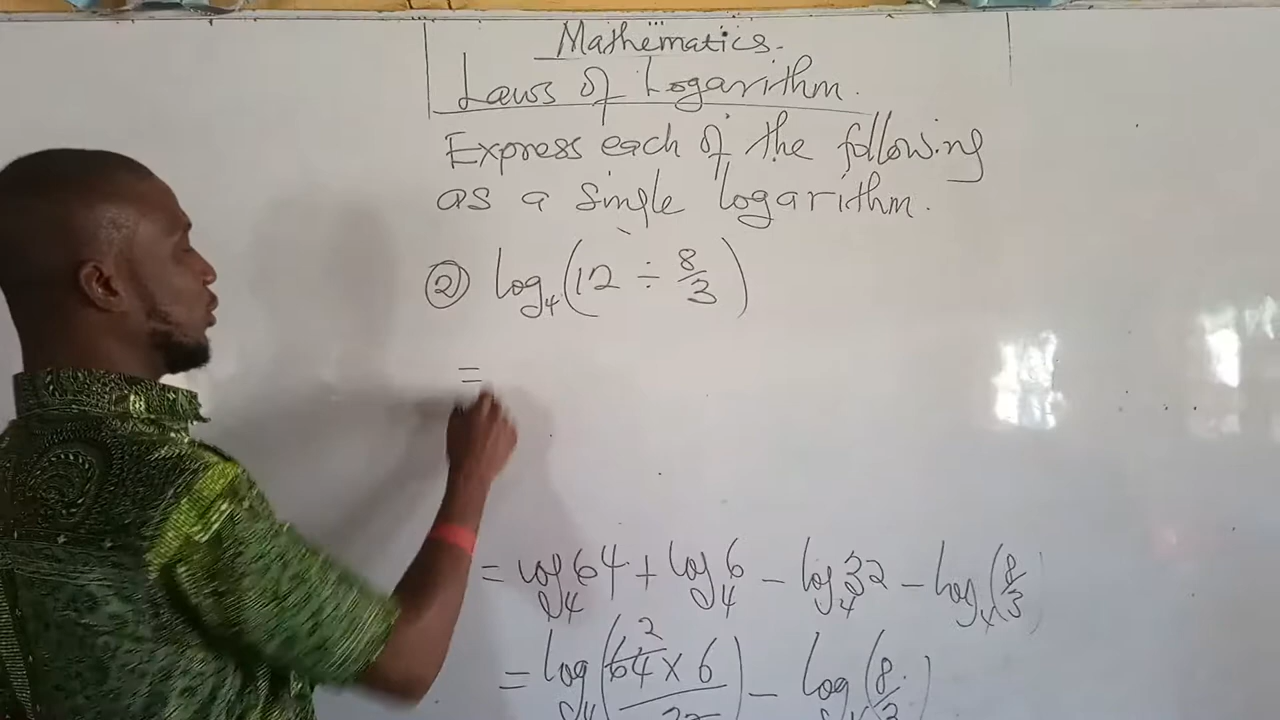 Mathematics.
Laws of Logarithm.
Express each of the following
as a single logarithm.
② log₄(12 ÷ 8/3)
=
= log₄64 + log₄6 − log₄32 − log₄(8/3)
= log₄(64 × 6/32) − log₄(8/3)